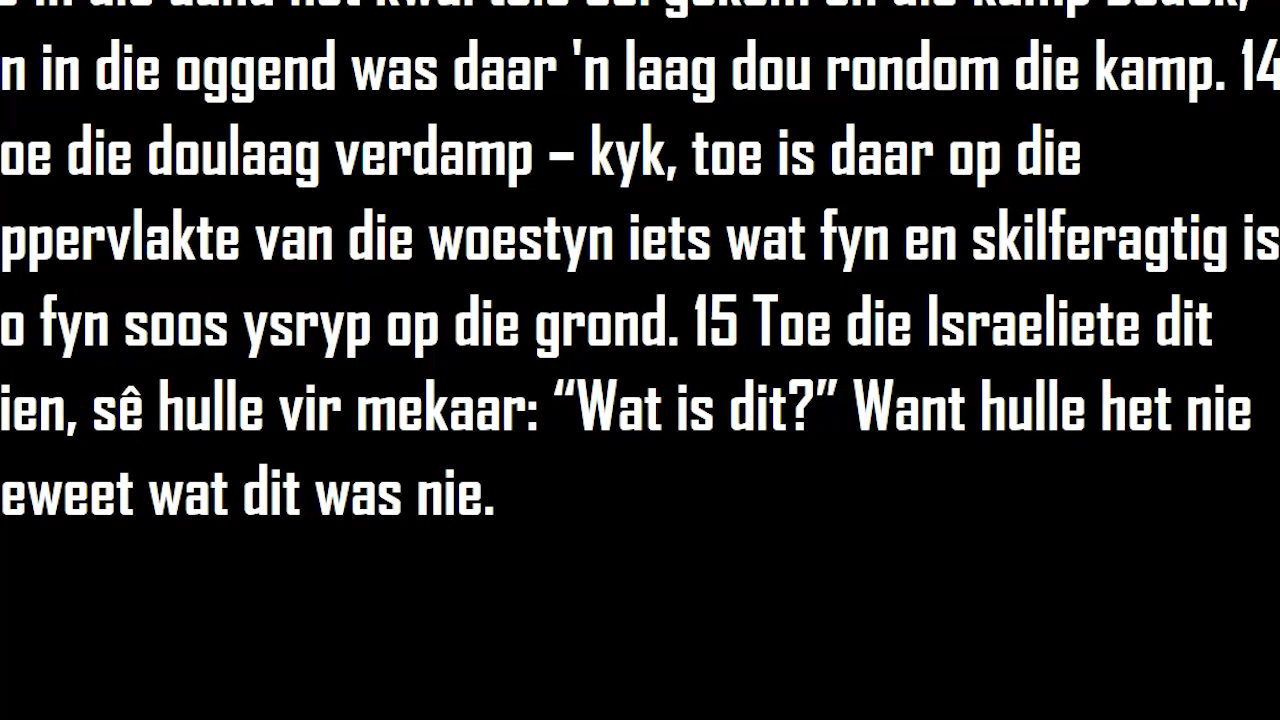 n in die oggend was daar 'n laag dou rondom die kamp. 14
oe die doulaag verdamp – kyk, toe is daar op die
ppervlakte van die woestyn iets wat fyn en skilferagtig is
o fyn soos ysryp op die grond. 15 Toe die Israeliete dit
ien, sê hulle vir mekaar: “Wat is dit?” Want hulle het nie
eweet wat dit was nie.